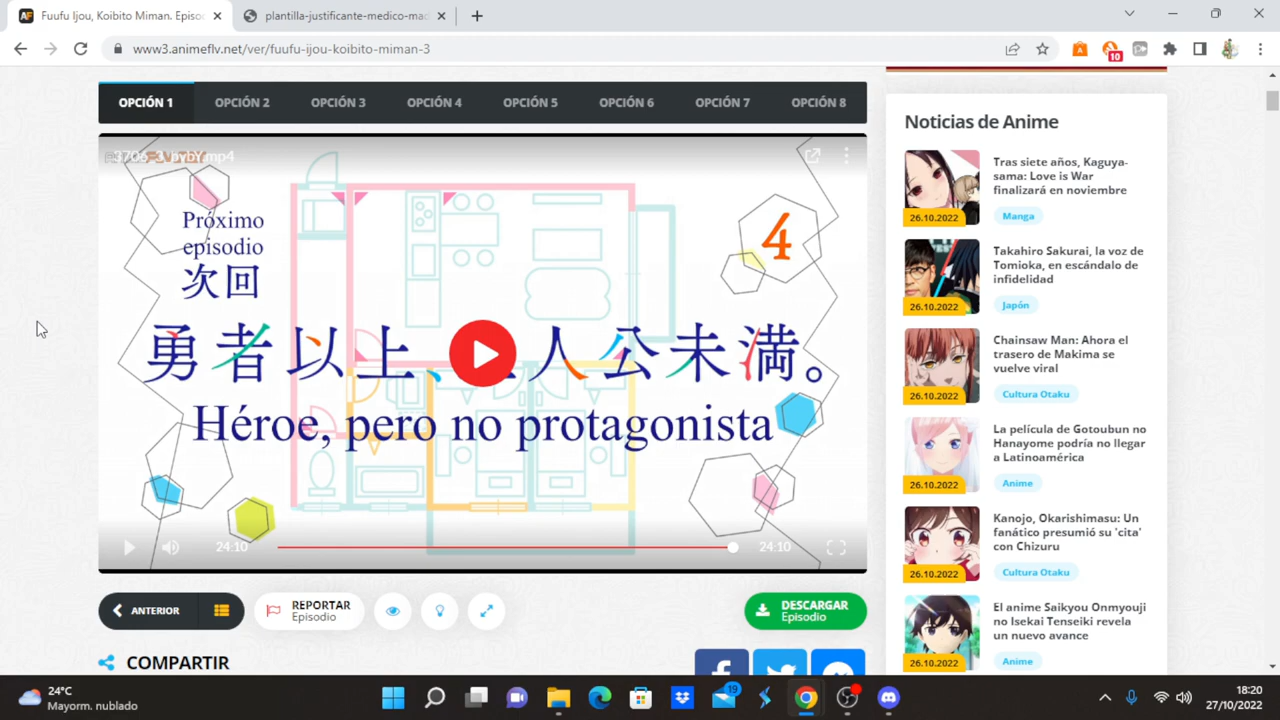 Fuufu Ijou, Koibito Miman. Episo
plantilla-justificante-medico-mad
www3.animeflv.net/ver/fuufu-ijou-koibito-miman-3
10
OPCIÓN 1
OPCIÓN 2
OPCIÓN 3
OPCIÓN 4
OPCIÓN 5
OPCIÓN 6
OPCIÓN 7
OPCIÓN 8
Próximo
episodio
次回
4
勇者以上、人公未満。
Héroe, pero no protagonista
24:10
24:10
ANTERIOR
REPORTAR
Episodio
DESCARGAR
Episodio
COMPARTIR
Noticias de Anime
Tras siete años, Kaguya-
sama: Love is War
finalizará en noviembre
26.10.2022
Manga
Takahiro Sakurai, la voz de
Tomioka, en escándalo de
infidelidad
26.10.2022
Japón
Chainsaw Man: Ahora el
trasero de Makima se
vuelve viral
26.10.2022
Cultura Otaku
La película de Gotoubun no
Hanayome podría no llegar
a Latinoamérica
26.10.2022
Anime
Kanojo, Okarishimasu: Un
fanático presumió su 'cita'
con Chizuru
26.10.2022
Cultura Otaku
El anime Saikyou Onmyouji
no Isekai Tenseiki revela
un nuevo avance
26.10.2022
Anime
24°C
Mayorm. nublado
19
18:20
27/10/2022